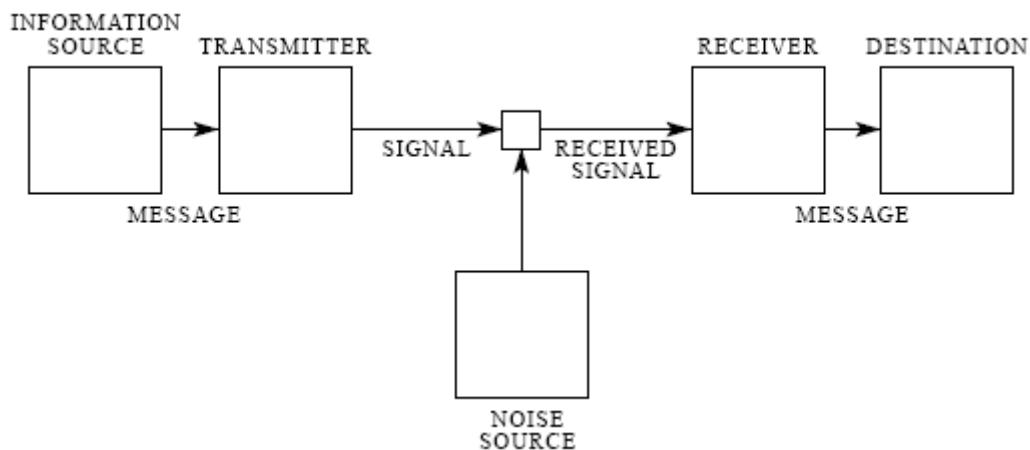 INFORMATION
SOURCE
TRANSMITTER
RECEIVER
DESTINATION
SIGNAL
RECEIVED
SIGNAL
MESSAGE
MESSAGE
NOISE
SOURCE